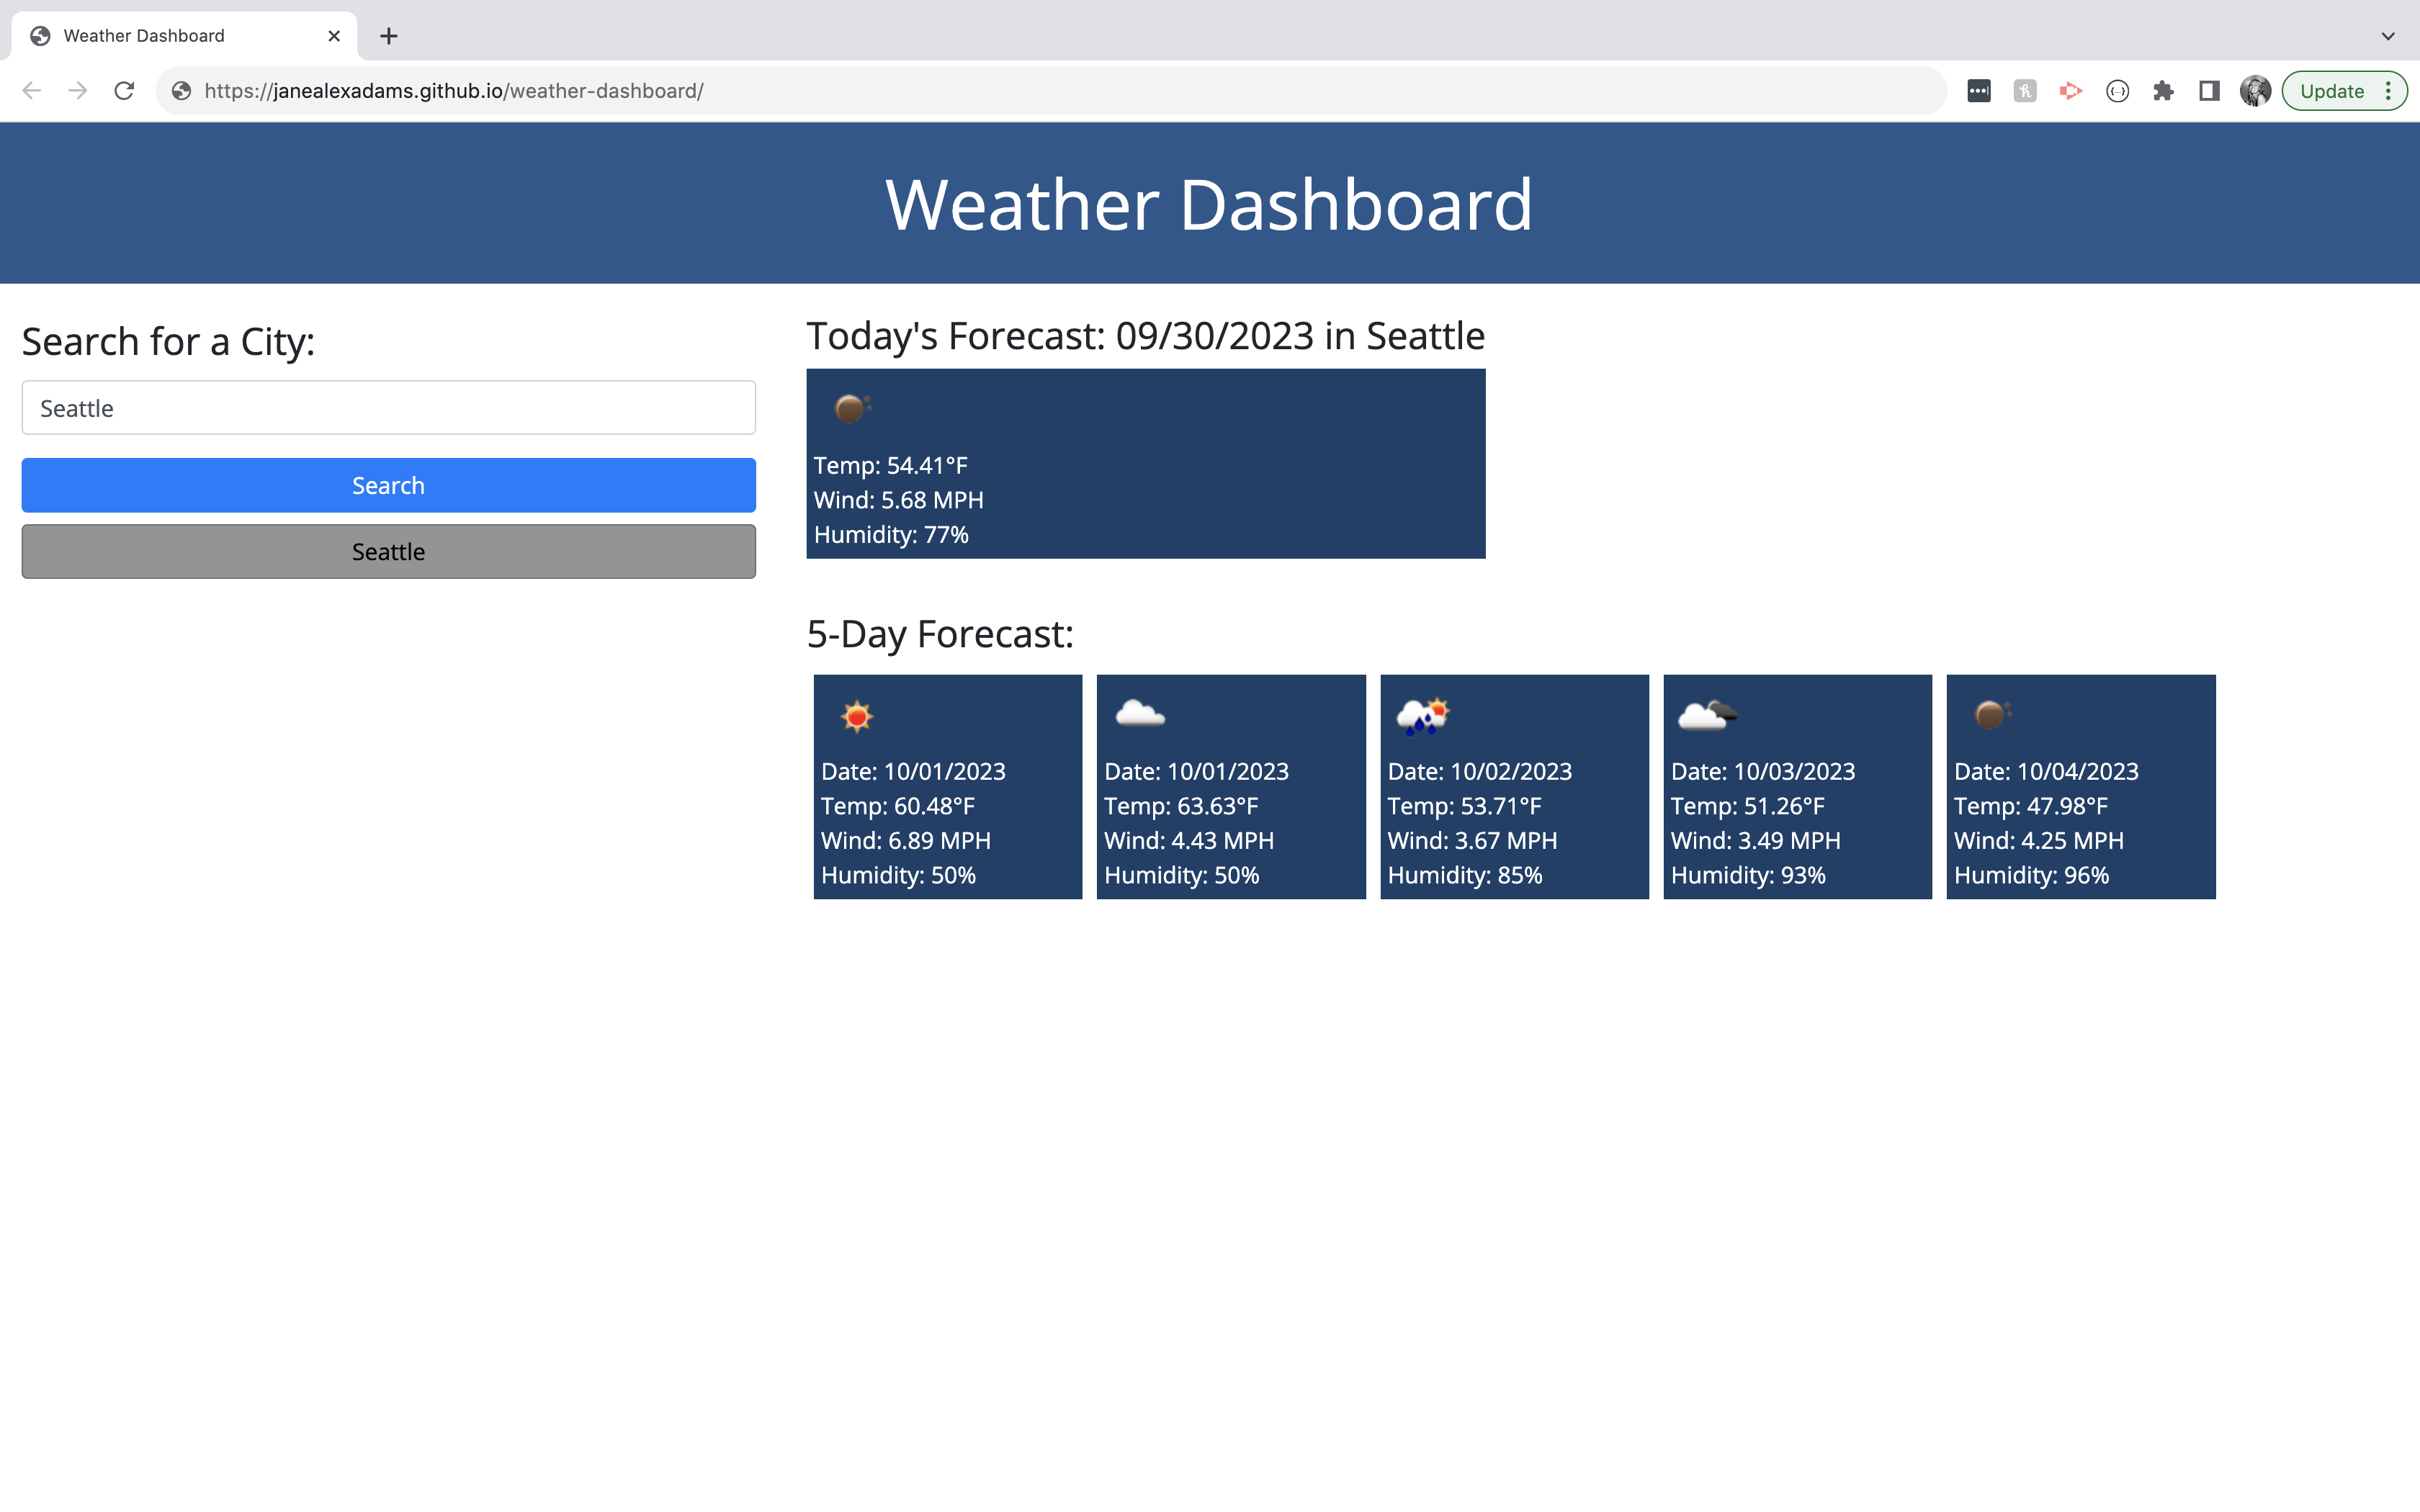 Weather Dashboard
https://janealexadams.github.io/weather-dashboard/
Update
Weather Dashboard
Search for a City:
Seattle
Search
Seattle
Today's Forecast: 09/30/2023 in Seattle
Temp: 54.41°F
Wind: 5.68 MPH
Humidity: 77%
5-Day Forecast:
Date: 10/01/2023
Temp: 60.48°F
Wind: 6.89 MPH
Humidity: 50%
Date: 10/01/2023
Temp: 63.63°F
Wind: 4.43 MPH
Humidity: 50%
Date: 10/02/2023
Temp: 53.71°F
Wind: 3.67 MPH
Humidity: 85%
Date: 10/03/2023
Temp: 51.26°F
Wind: 3.49 MPH
Humidity: 93%
Date: 10/04/2023
Temp: 47.98°F
Wind: 4.25 MPH
Humidity: 96%